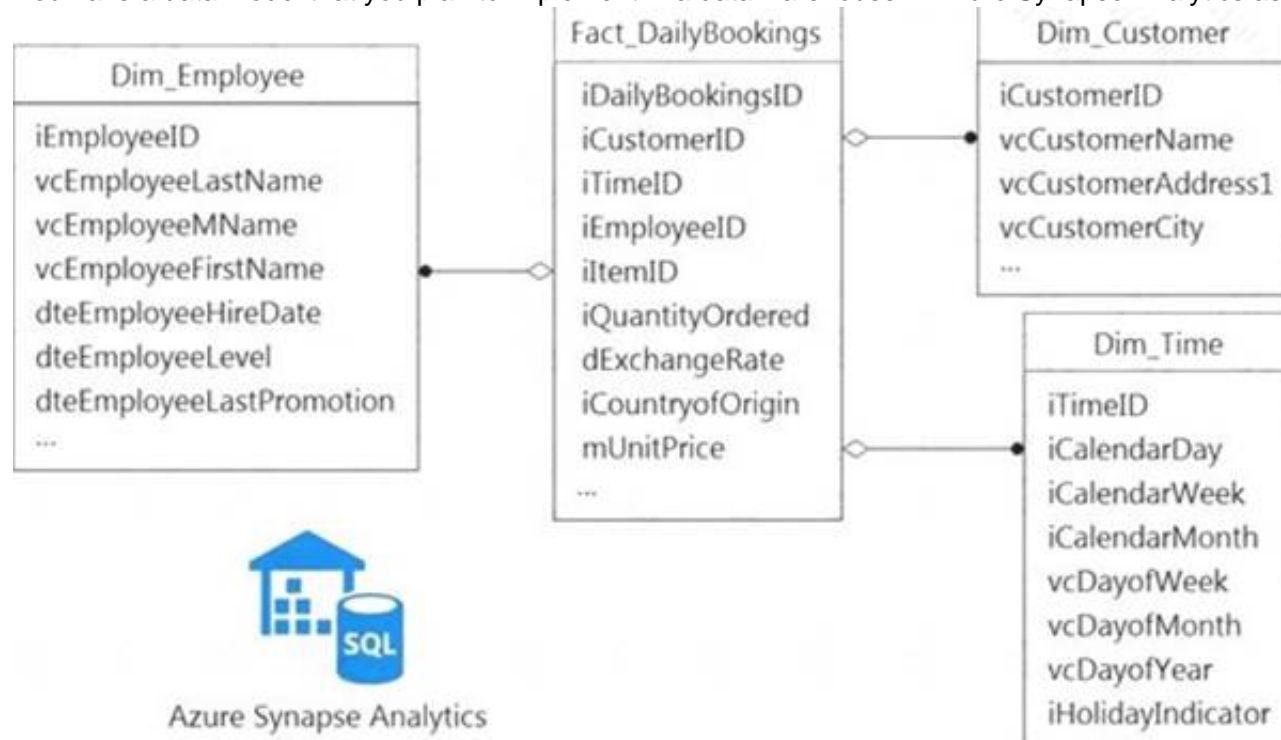 Dim_Employee
iEmployeeID
vcEmployeeLastName
vcEmployeeMName
vcEmployeeFirstName
dteEmployeeHireDate
dteEmployeeLevel
dteEmployeeLastPromotion
...
Fact_DailyBookings
iDailyBookingsID
iCustomerID
iTimeID
iEmployeeID
iItemID
iQuantityOrdered
dExchangeRate
iCountryofOrigin
mUnitPrice
...
Dim_Customer
iCustomerID
vcCustomerName
vcCustomerAddress1
vcCustomerCity
...
Dim_Time
iTimeID
iCalendarDay
iCalendarWeek
iCalendarMonth
vcDayofWeek
vcDayofMonth
vcDayofYear
iHolidayIndicator
SQL
Azure Synapse Analytics